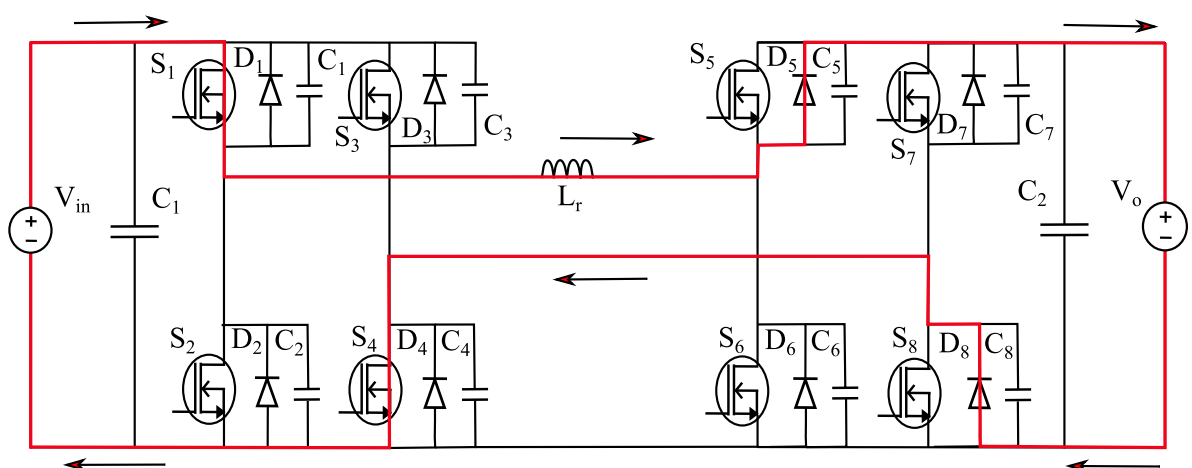 S1 D1 C1 D3 C3 S3
S5 D5 C5 D7 C7 S7
Vin C1 Lr C2 Vo
+ − + −
S2 D2 C2 S4 D4 C4
S6 D6 C6 S8 D8 C8